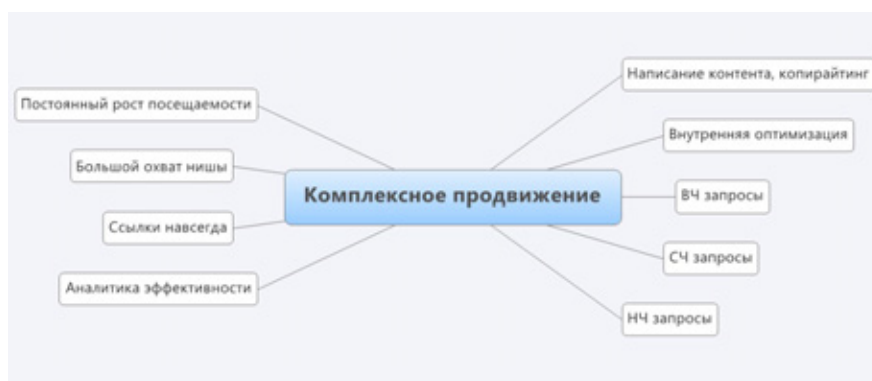 Постоянный рост посещаемости
Большой охват нишы
Ссылки навсегда
Аналитика эффективности
Комплексное продвижение
Написание контента, копирайтинг
Внутренняя оптимизация
ВЧ запросы
СЧ запросы
НЧ запросы